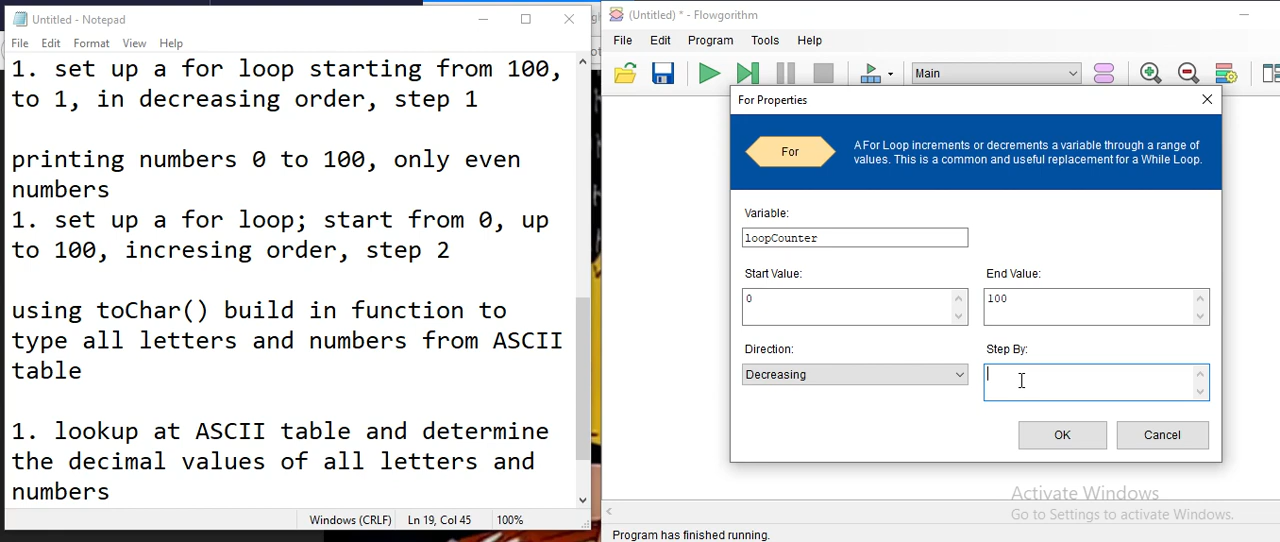 Untitled - Notepad
File Edit Format View Help
1. set up a for loop starting from 100,
to 1, in decreasing order, step 1
printing numbers 0 to 100, only even
numbers
1. set up a for loop; start from 0, up
to 100, incresing order, step 2
using toChar() build in function to
type all letters and numbers from ASCII
table
1. lookup at ASCII table and determine
the decimal values of all letters and
numbers
Windows (CRLF) Ln 19, Col 45 100%
(Untitled) * - Flowgorithm
File Edit Program Tools Help
Main
For Properties
For
A For Loop increments or decrements a variable through a range of
values. This is a common and useful replacement for a While Loop.
Variable:
loopCounter
Start Value: End Value:
0 100
Direction: Step By:
Decreasing
OK Cancel
Activate Windows
Go to Settings to activate Windows.
Program has finished running.